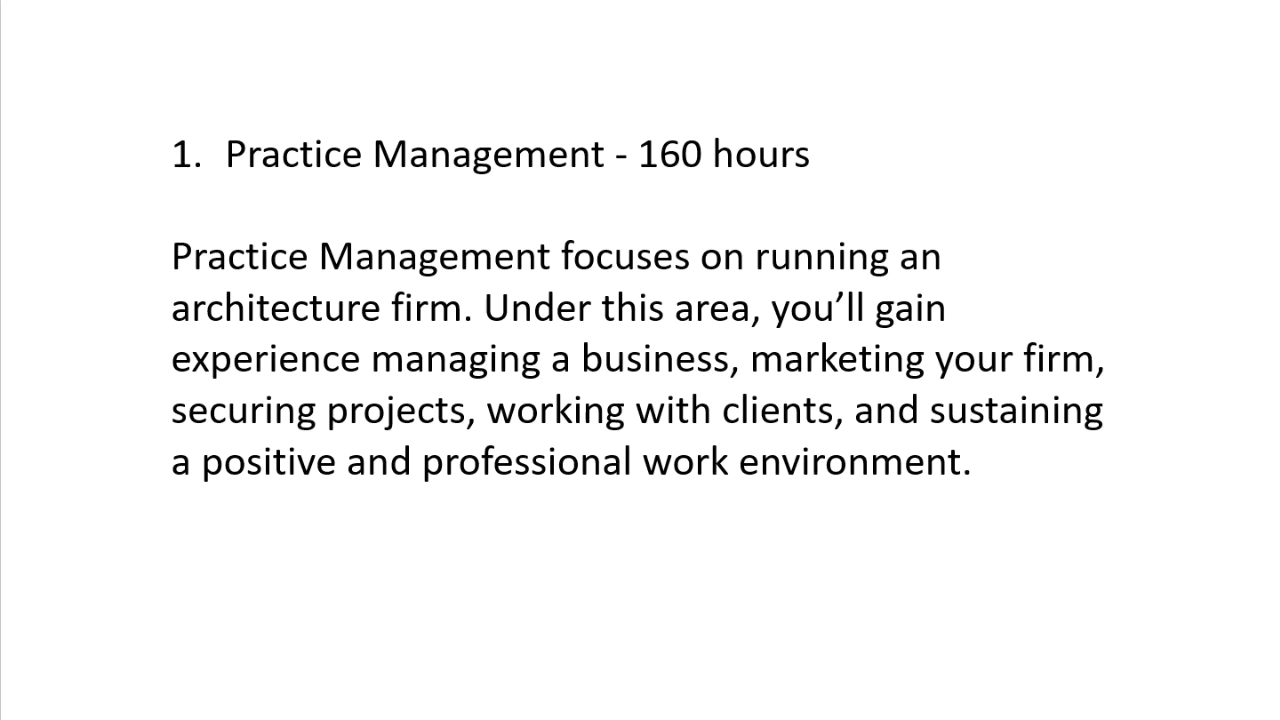 1. Practice Management - 160 hours
Practice Management focuses on running an
architecture firm. Under this area, you’ll gain
experience managing a business, marketing your firm,
securing projects, working with clients, and sustaining
a positive and professional work environment.